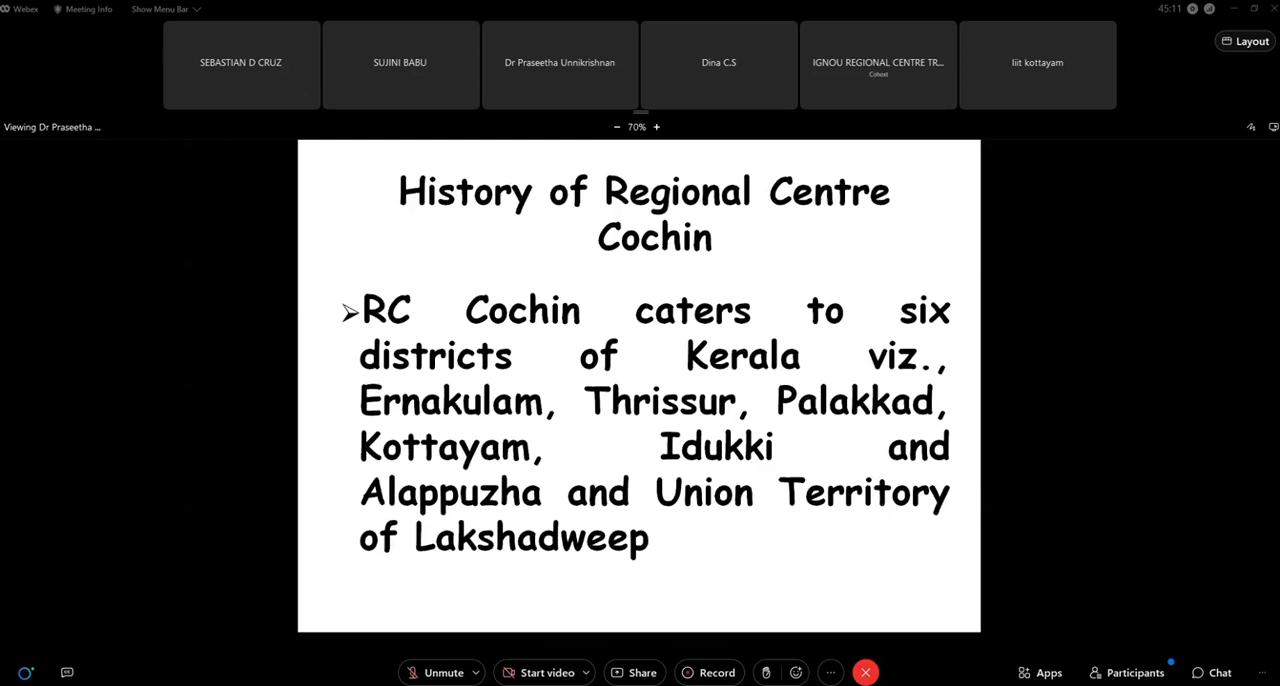 Webex Meeting Info Show Menu Bar 45:11
Layout
SEBASTIAN D CRUZ SUJINI BABU Dr Praseetha Unnikrishnan Dina C.S IGNOU REGIONAL CENTRE TR... liit kottayam
Cohost
Viewing Dr Praseetha ... − 70% +
History of Regional Centre
Cochin
➢RC Cochin caters to six
districts of Kerala viz.,
Ernakulam, Thrissur, Palakkad,
Kottayam, Idukki and
Alappuzha and Union Territory
of Lakshadweep
Unmute Start video Share Record Apps Participants Chat